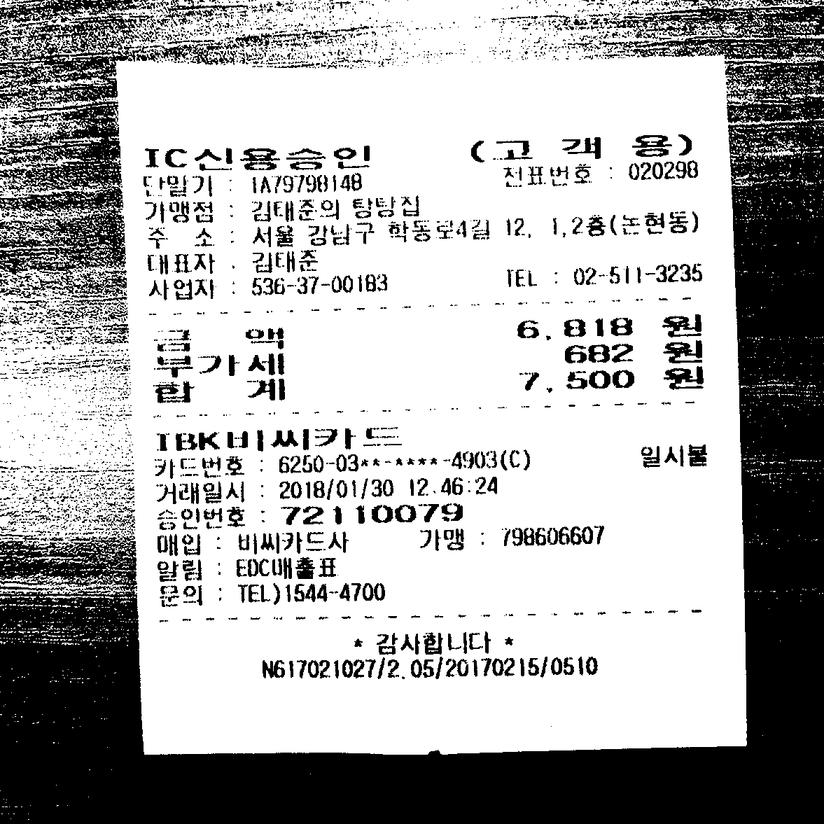 IC신용승인 (고 객 용)
단말기 : 1A79798148 전표번호 : 020298
가맹점 : 김태준의 탕탕집
주 소 : 서울 강남구 학동로4길 12, 1,2층(논현동)
대표자 : 김태준
사업자 : 536-37-00183 TEL : 02-511-3235
금 액 6,818 원
부가세 682 원
합 계 7,500 원
IBK비씨카드
카드번호 : 6250-03**-****-4903(C) 일시불
거래일시 : 2018/01/30 12:46:24
승인번호 : 72110079
매입 : 비씨카드사 가맹 : 798606607
알림 : EDC매출표
문의 : TEL)1544-4700
* 감사합니다 *
N617021027/2.05/20170215/0510